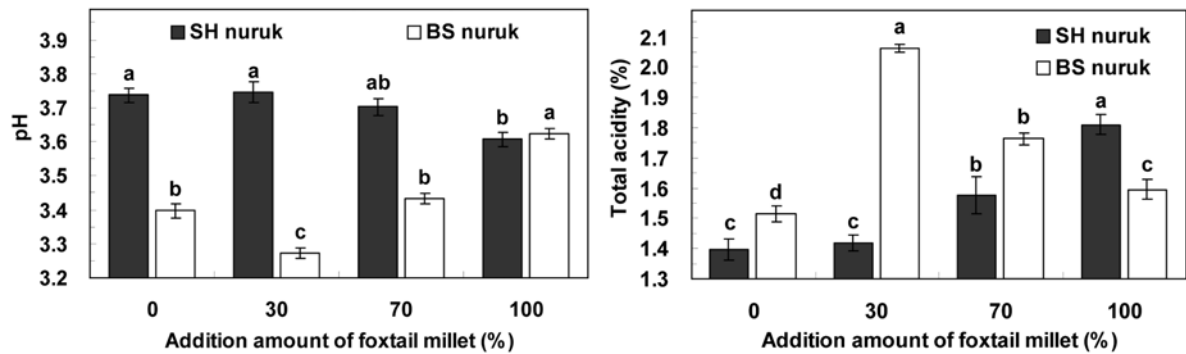 3.9
3.8
3.7
3.6
3.5
3.4
3.3
3.2
pH
SH nuruk BS nuruk
a a ab b a
b c b
0 30 70 100
Addition amount of foxtail millet (%)
2.1
2.0
1.9
1.8
1.7
1.6
1.5
1.4
1.3
Total acidity (%)
SH nuruk
BS nuruk
a
a
b
b c
d
c c
0 30 70 100
Addition amount of foxtail millet (%)